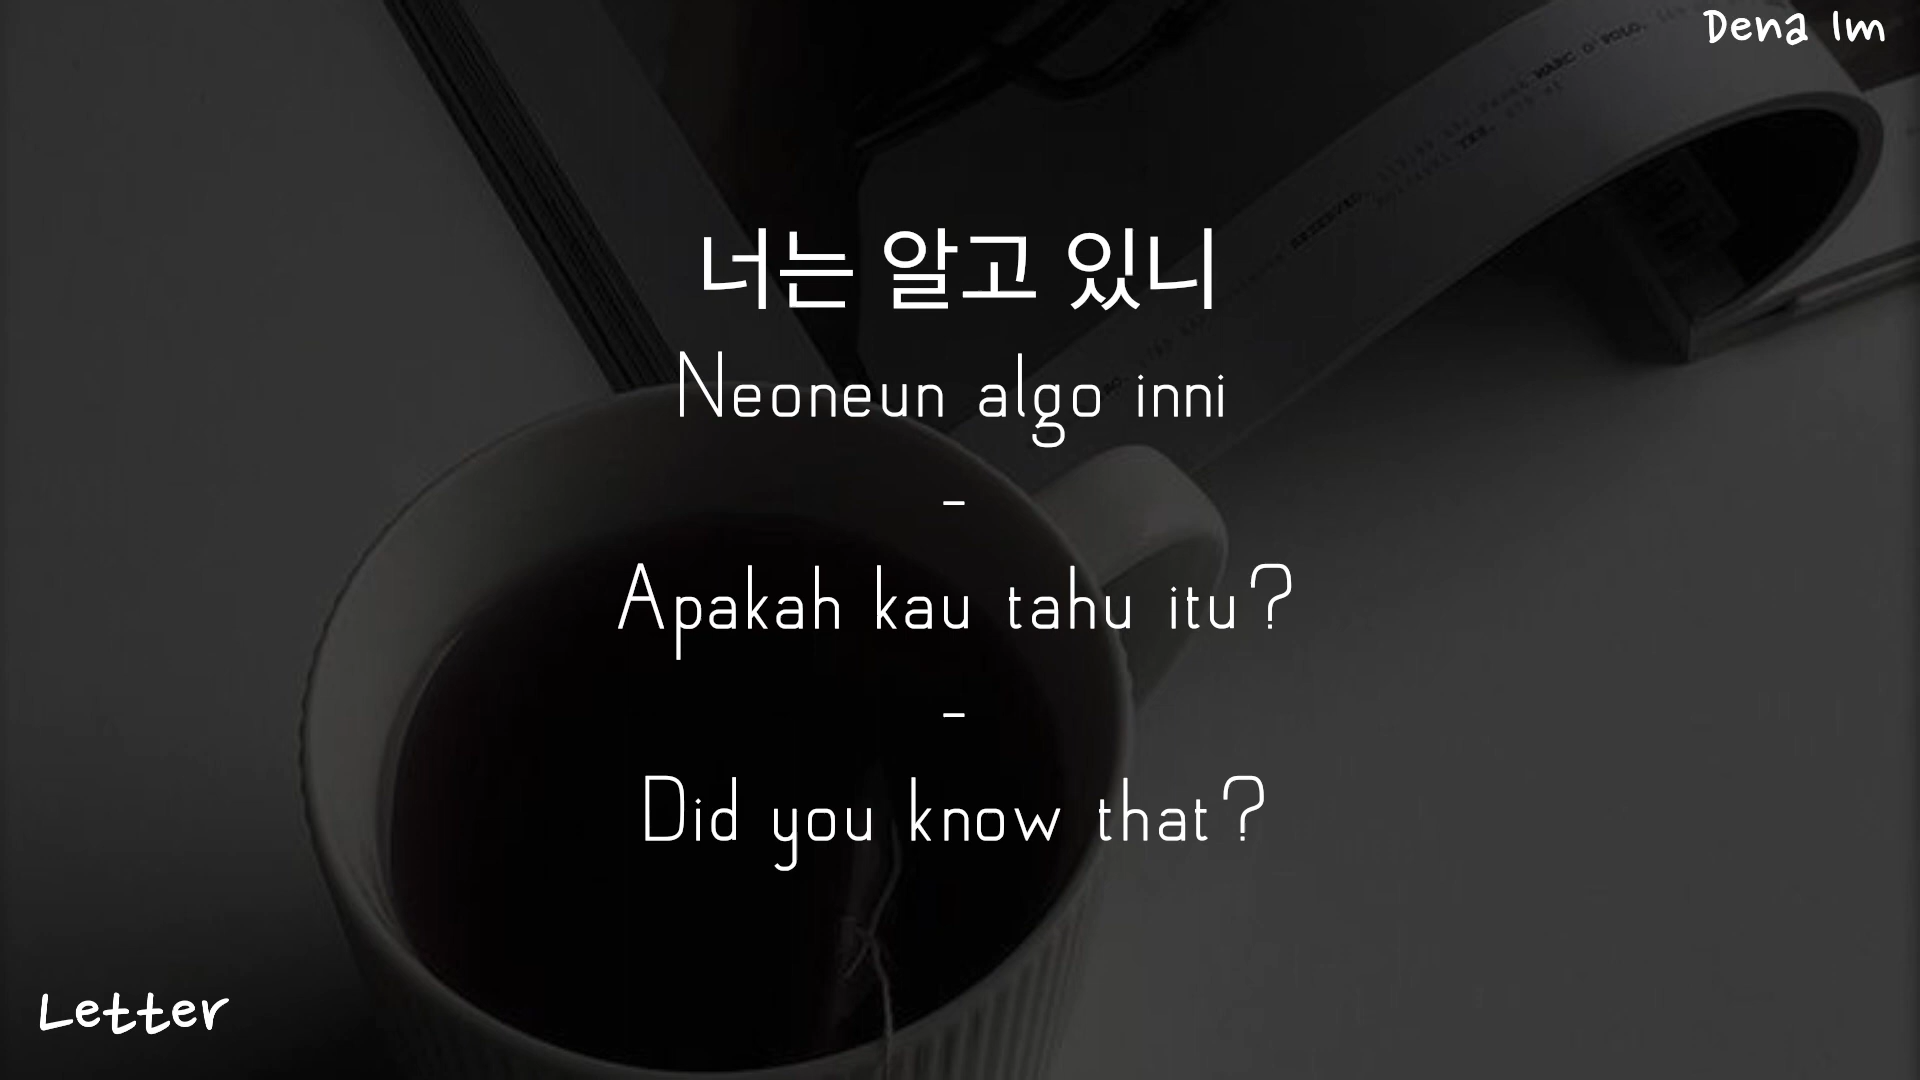 Dena Im
너는 알고 있니
Neoneun algo inni
-
Apakah kau tahu itu?
-
Did you know that?
Letter